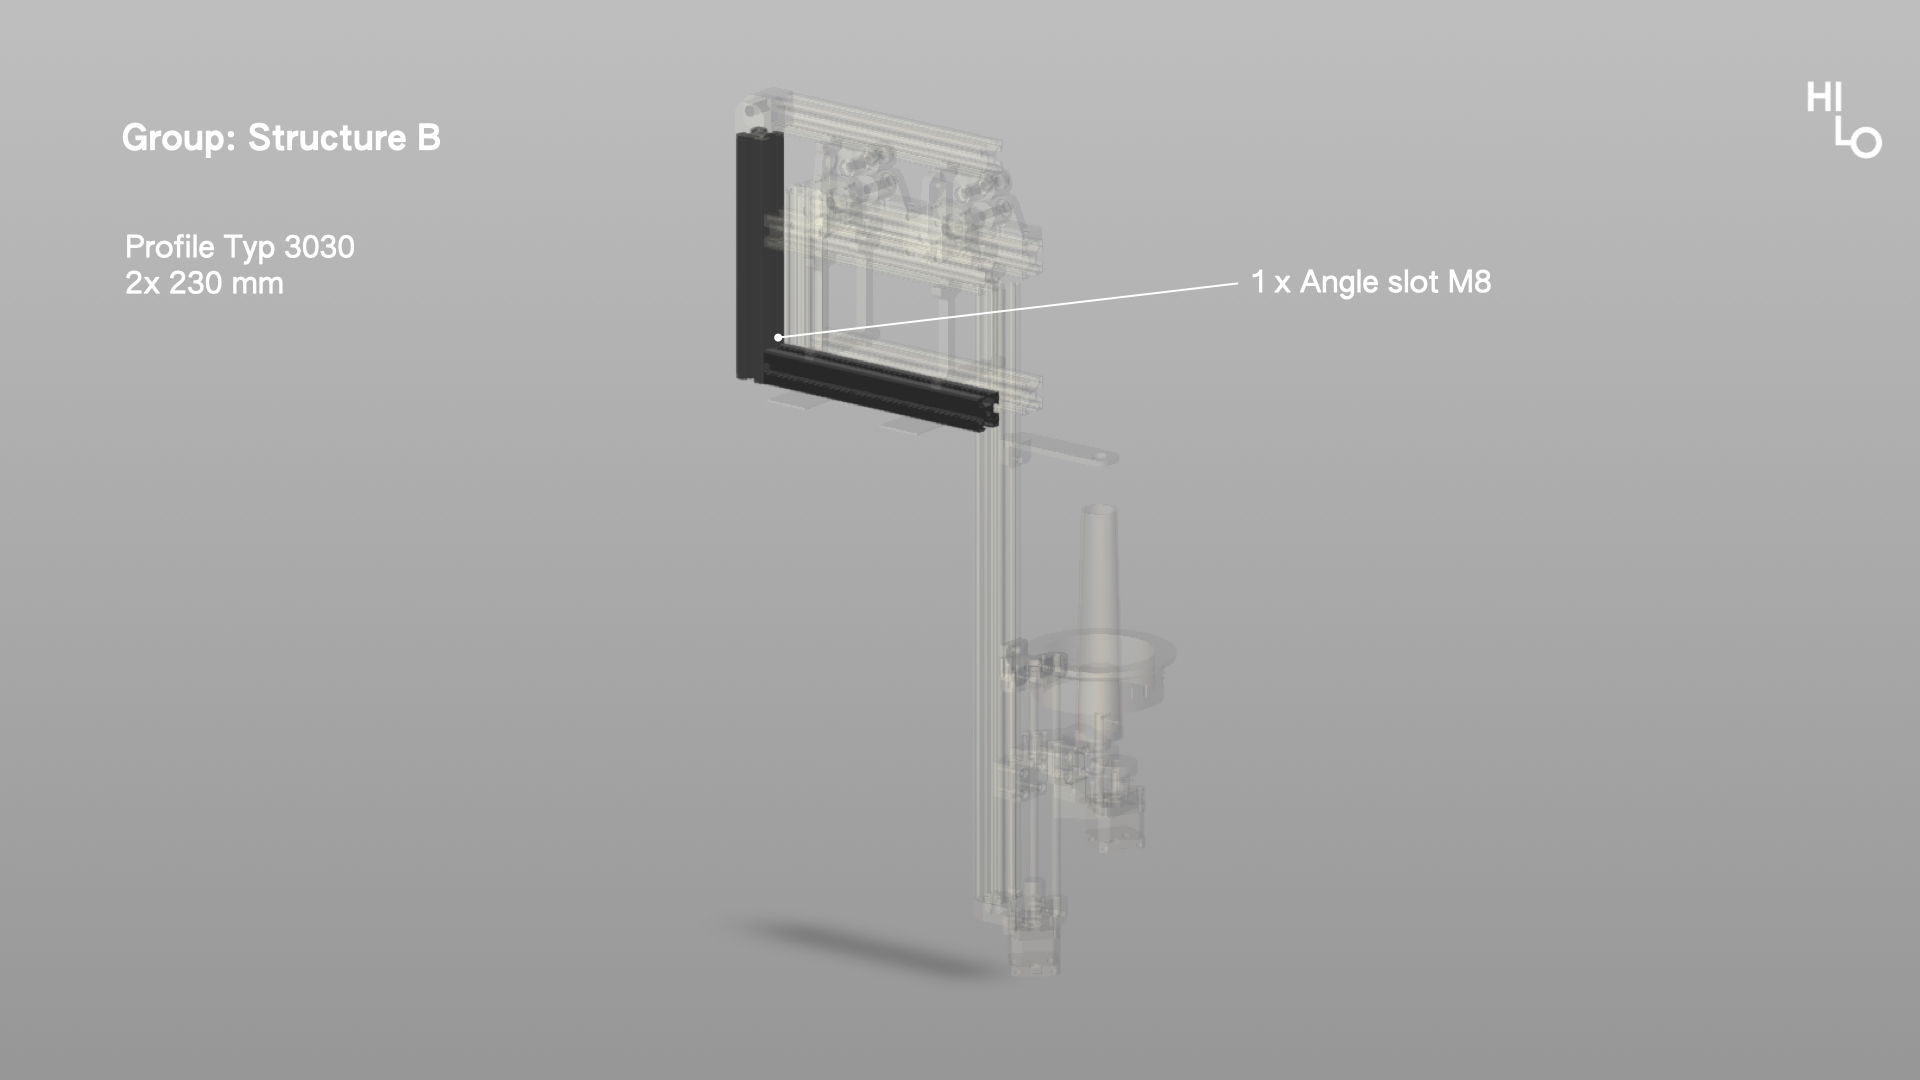 Group: Structure B
Profile Typ 3030
2x 230 mm
1 x Angle slot M8
HI
LO